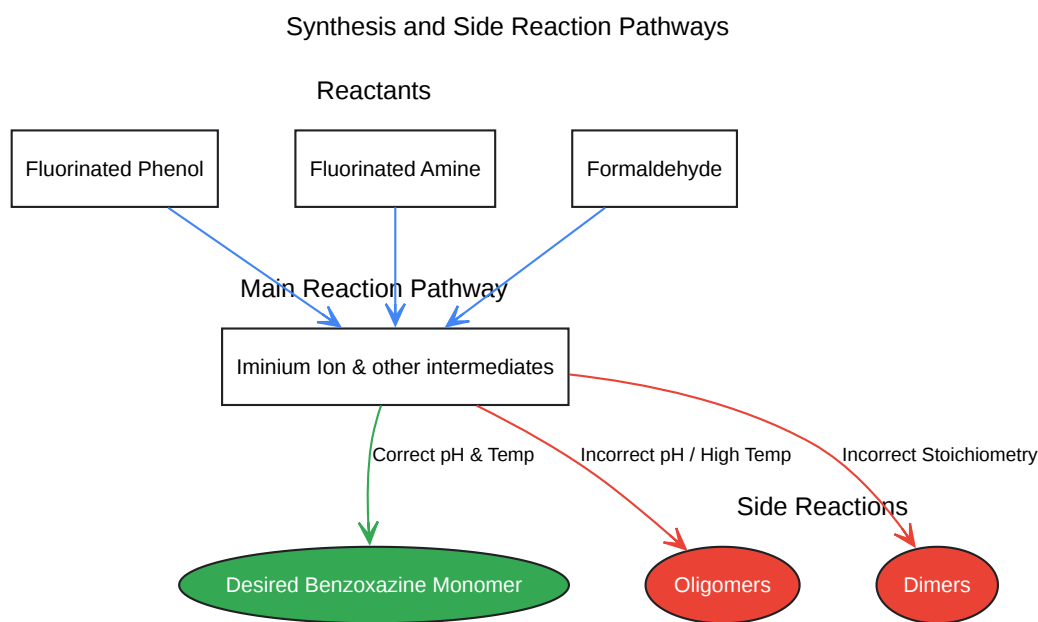 Synthesis and Side Reaction Pathways
Reactants
Fluorinated Phenol
Fluorinated Amine
Formaldehyde
Main Reaction Pathway
Iminium Ion & other intermediates
Correct pH & Temp
Incorrect pH / High Temp
Incorrect Stoichiometry
Side Reactions
Desired Benzoxazine Monomer
Oligomers
Dimers